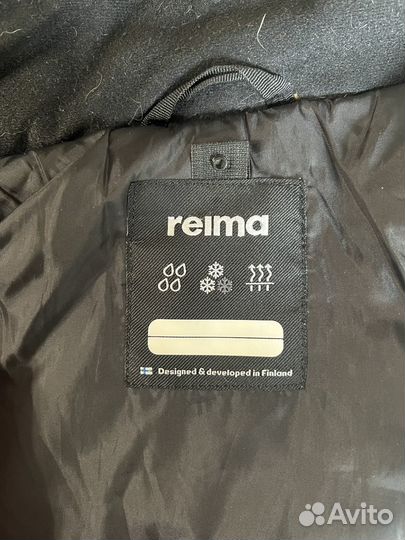 reima
Designed & developed in Finland
Avito